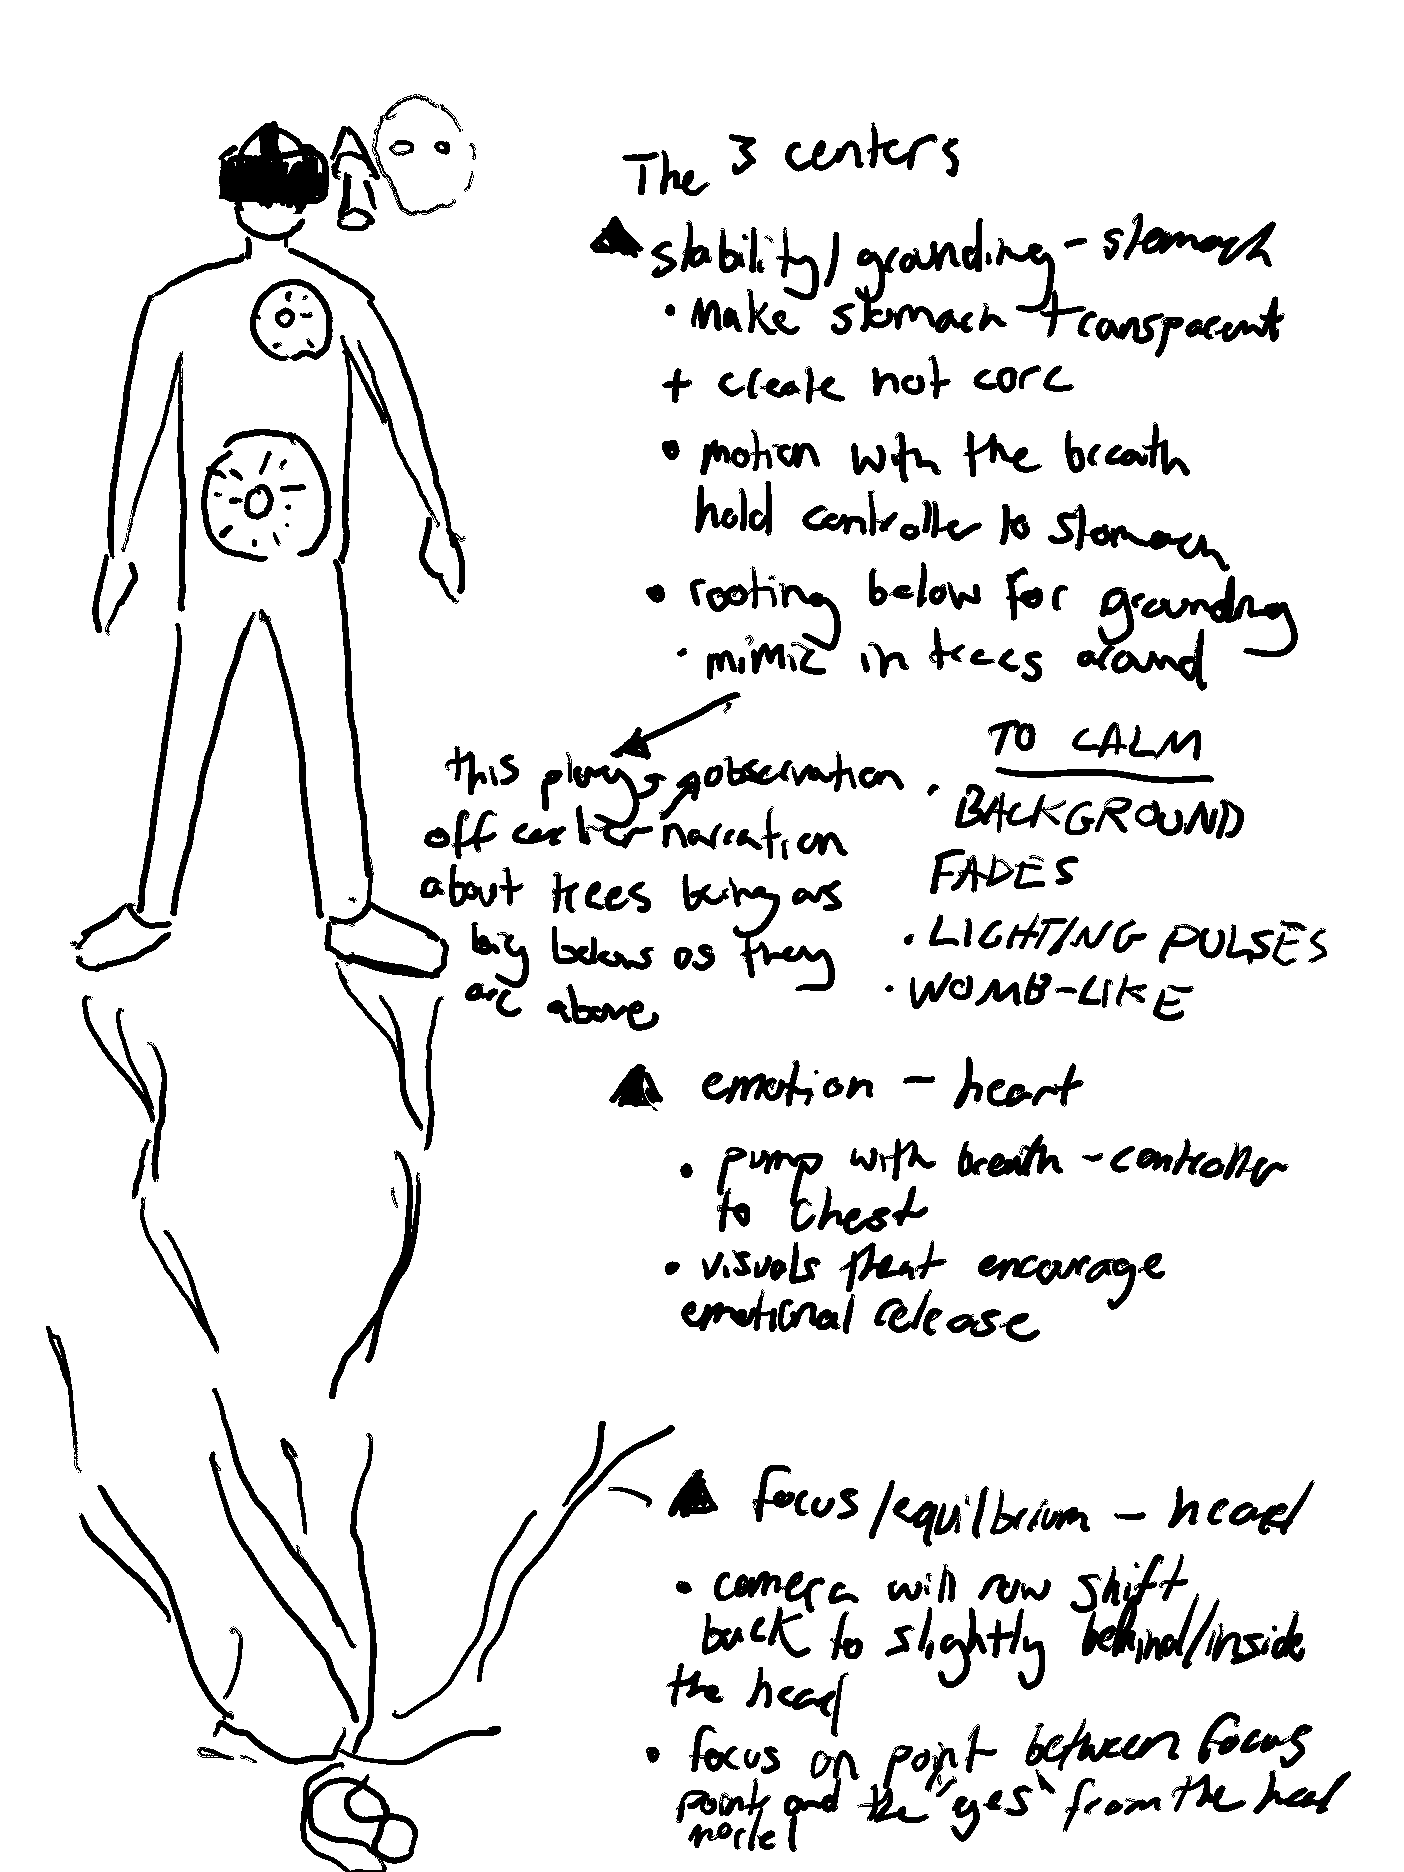 The 3 centers
stability/grounding - stomach
• Make stomach transparent
+ create hot core
• motion with the breath
hold controller to stomach
• rooting below for grounding
• mimic in trees around
this plays observation
off center narration
about trees being as
big below as they
are above
TO CALM
• BACKGROUND
FADES
• LIGHTING PULSES
• WOMB-LIKE
emotion - heart
• pump with breath - controller
to chest
• visuals that encourage
emotional release
focus/equilibrium - head
• camera will now shift
back to slightly behind/inside
the head
• focus on point between focus
point and the "eyes" from the head
model